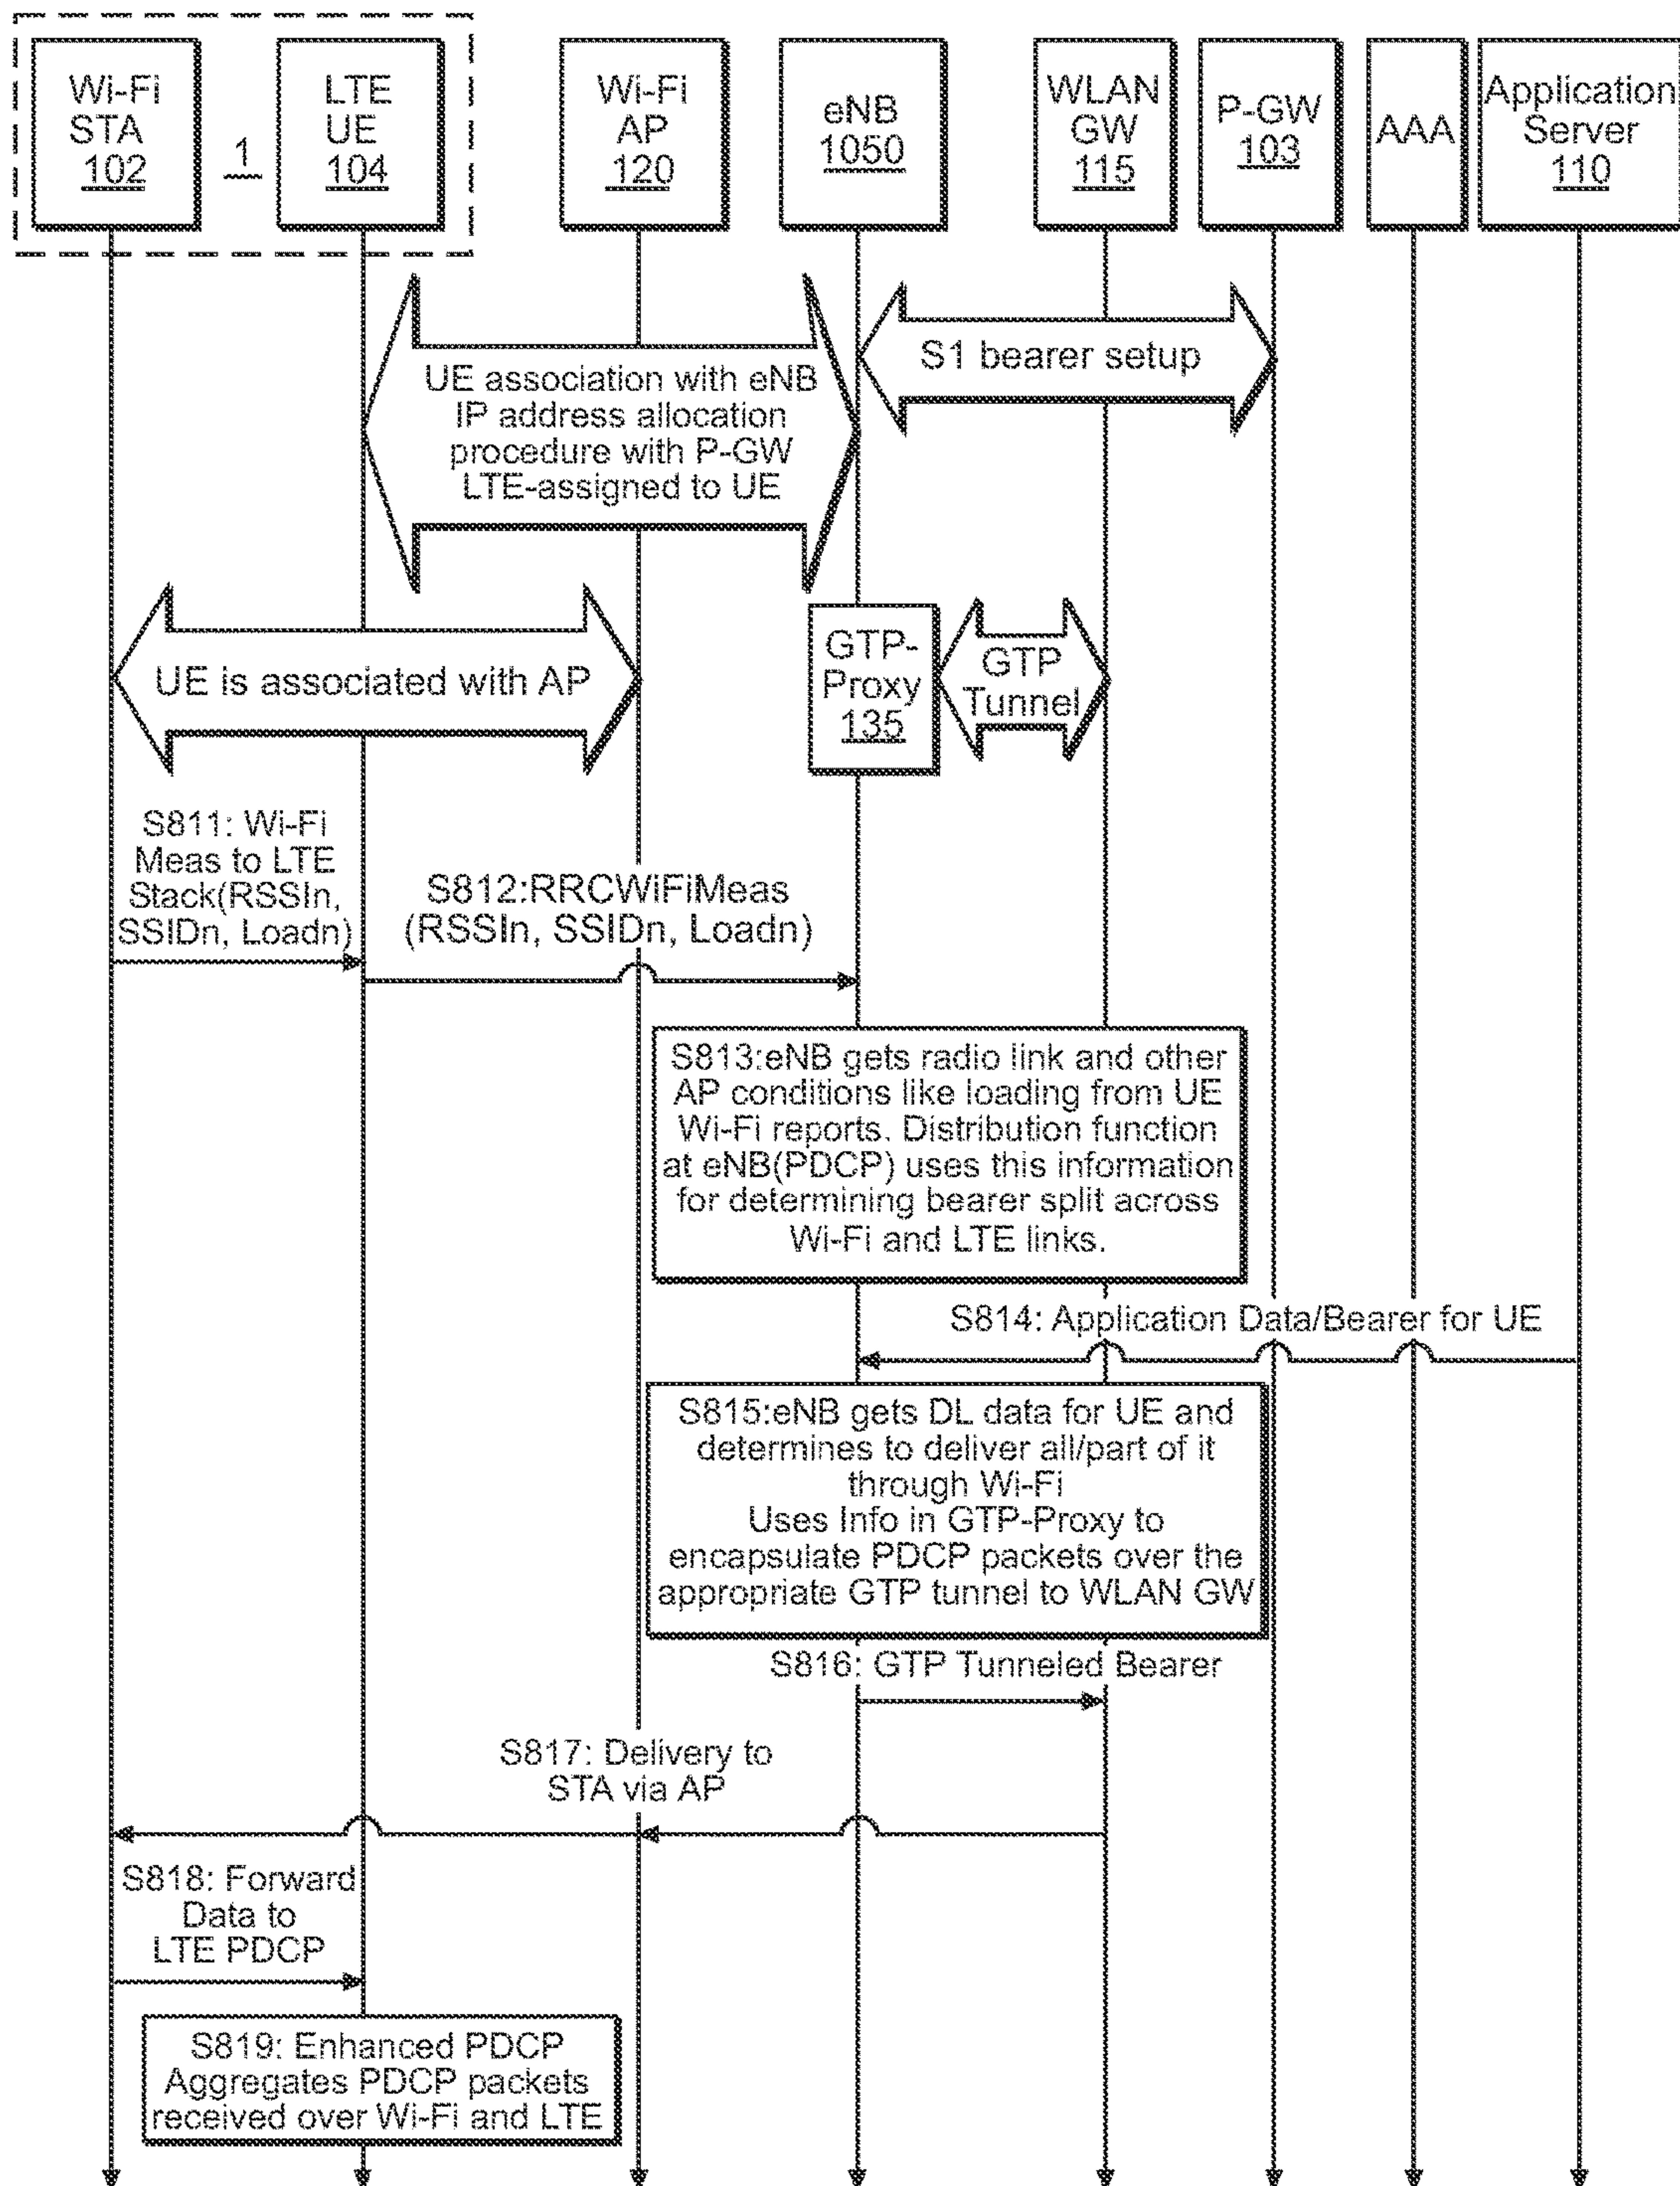 Wi-Fi
STA
102
1
LTE
UE
104
Wi-Fi
AP
120
eNB
1050
WLAN
GW
115
P-GW
103
AAA
Application
Server
110
S1 bearer setup
UE association with eNB
IP address allocation
procedure with P-GW
LTE-assigned to UE
UE is associated with AP
GTP-
Proxy
135
GTP
Tunnel
S811: Wi-Fi
Meas to LTE
Stack(RSSIn,
SSIDn, Loadn)
S812:RRCWiFiMeas
(RSSIn, SSIDn, Loadn)
S813:eNB gets radio link and other
AP conditions like loading from UE
Wi-Fi reports. Distribution function
at eNB(PDCP) uses this information
for determining bearer split across
Wi-Fi and LTE links.
S814: Application Data/Bearer for UE
S815:eNB gets DL data for UE and
determines to deliver all/part of it
through Wi-Fi
Uses Info in GTP-Proxy to
encapsulate PDCP packets over the
appropriate GTP tunnel to WLAN GW
S816: GTP Tunneled Bearer
S817: Delivery to
STA via AP
S818: Forward
Data to
LTE PDCP
S819: Enhanced PDCP
Aggregates PDCP packets
received over Wi-Fi and LTE